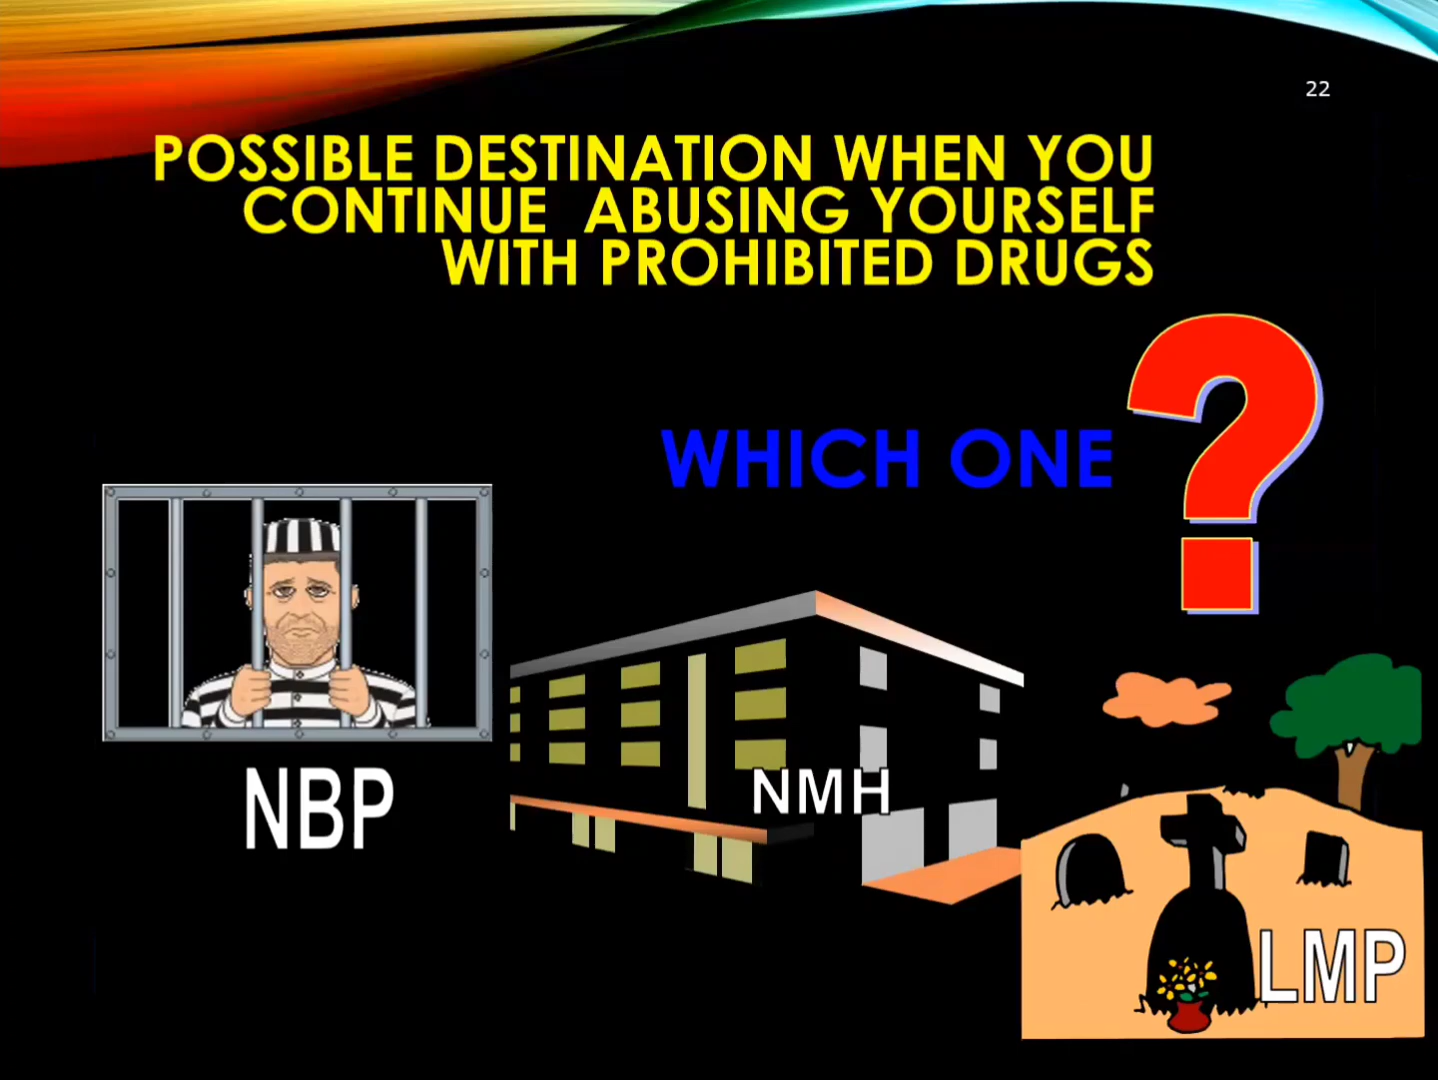 22
POSSIBLE DESTINATION WHEN YOU
CONTINUE  ABUSING YOURSELF
WITH PROHIBITED DRUGS
WHICH ONE ?
NBP
NMH
LMP